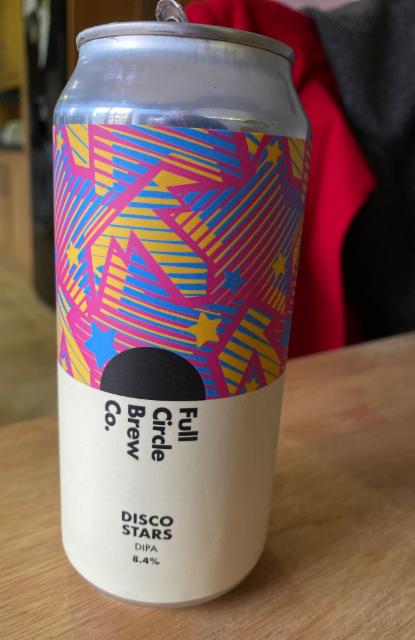 Full
Circle
Brew
Co.
DISCO
STARS
DIPA
8.4%